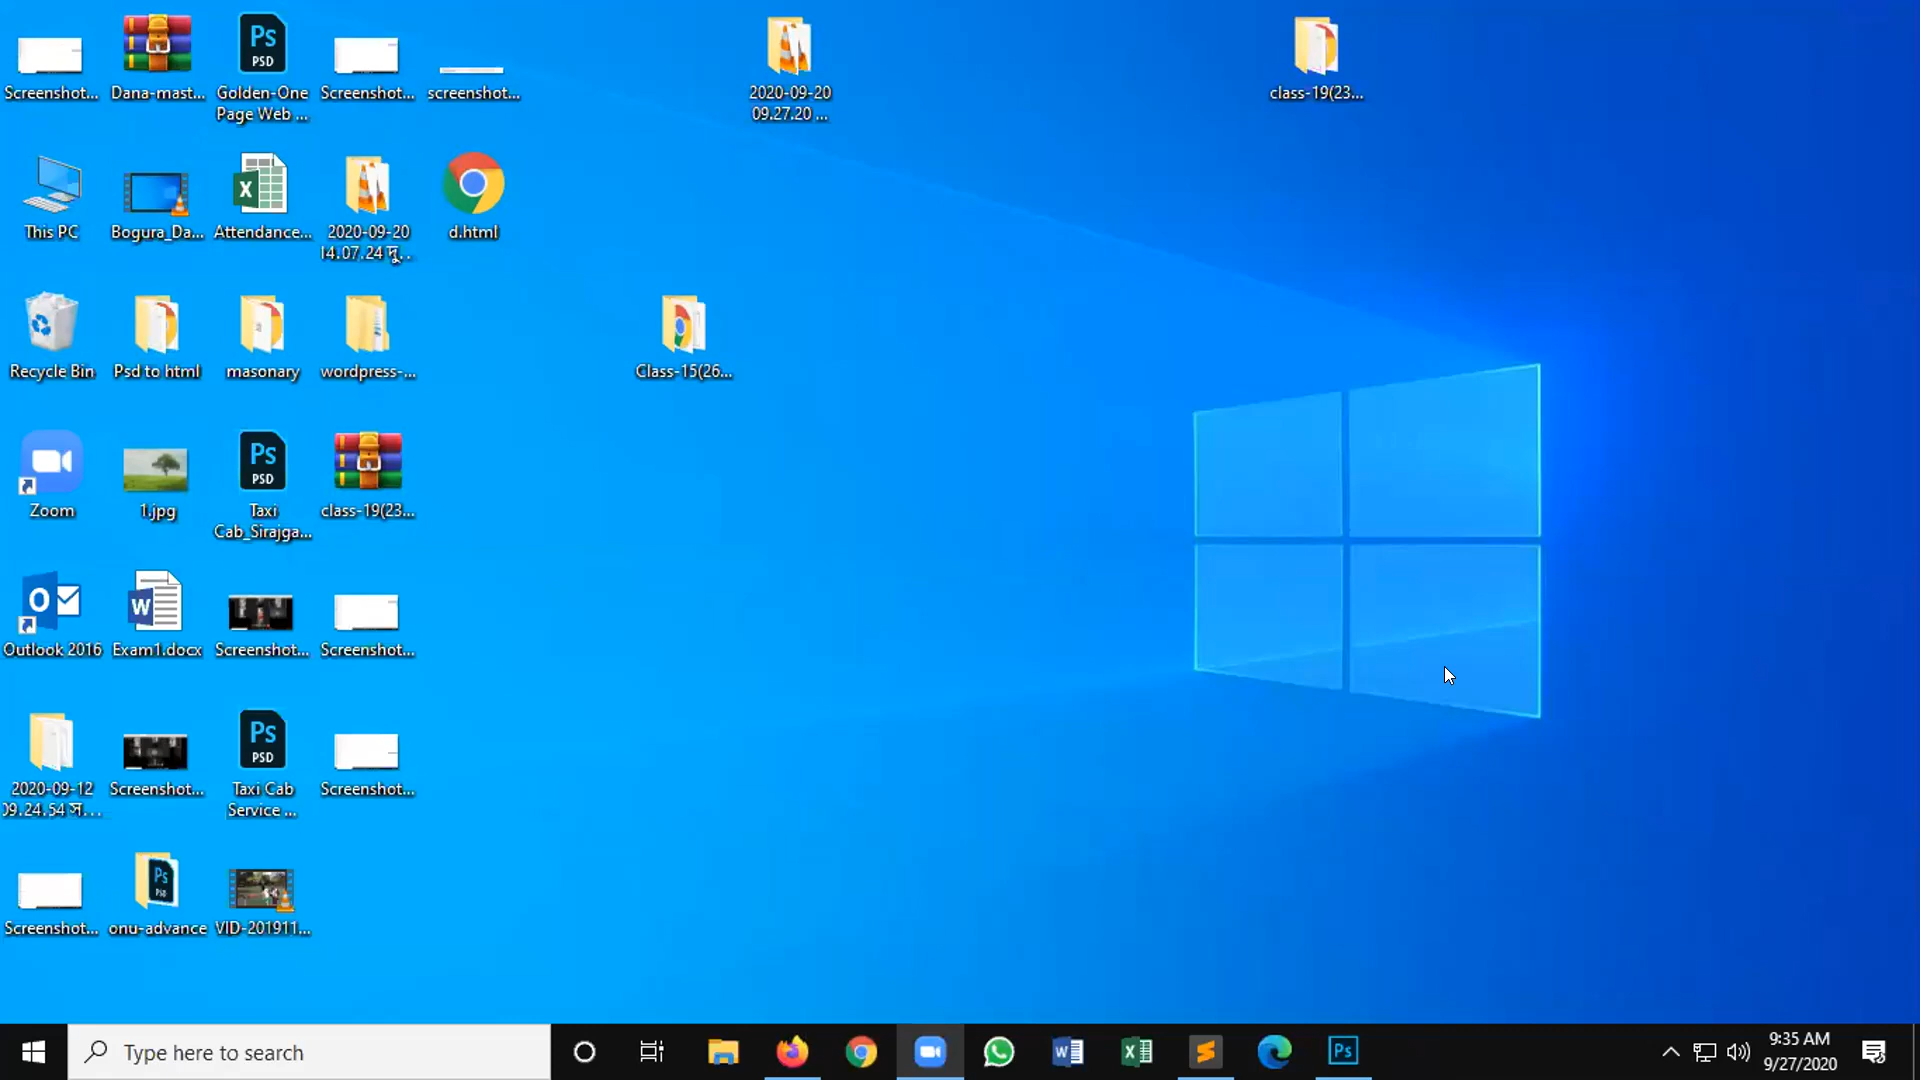 Screenshot...
Dana-mast...
Golden-One
Page Web ...
Screenshot...
screenshot...
2020-09-20
09.27.20 ...
class-19(23...
This PC
Bogura_Da...
Attendance...
2020-09-20
14.07.24 দু...
d.html
Recycle Bin
Psd to html
masonary
wordpress-...
Class-15(26...
Zoom
1.jpg
Taxi
Cab_Sirajga...
class-19(23...
Outlook 2016
Exam1.docx
Screenshot...
Screenshot...
2020-09-12
09.24.54 স...
Screenshot...
Taxi Cab
Service ...
Screenshot...
Screenshot...
onu-advance
VID-201911...
Type here to search
9:35 AM
9/27/2020